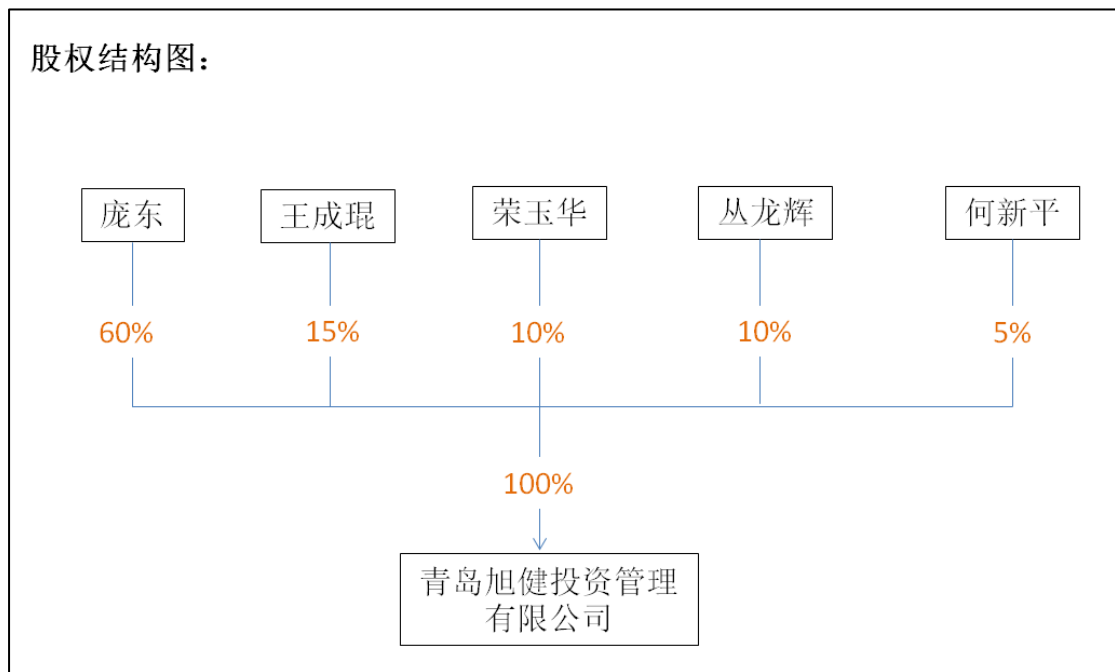 股权结构图：
庞东
王成琨
荣玉华
丛龙辉
何新平
60%
15%
10%
10%
5%
100%
青岛旭健投资管理
有限公司